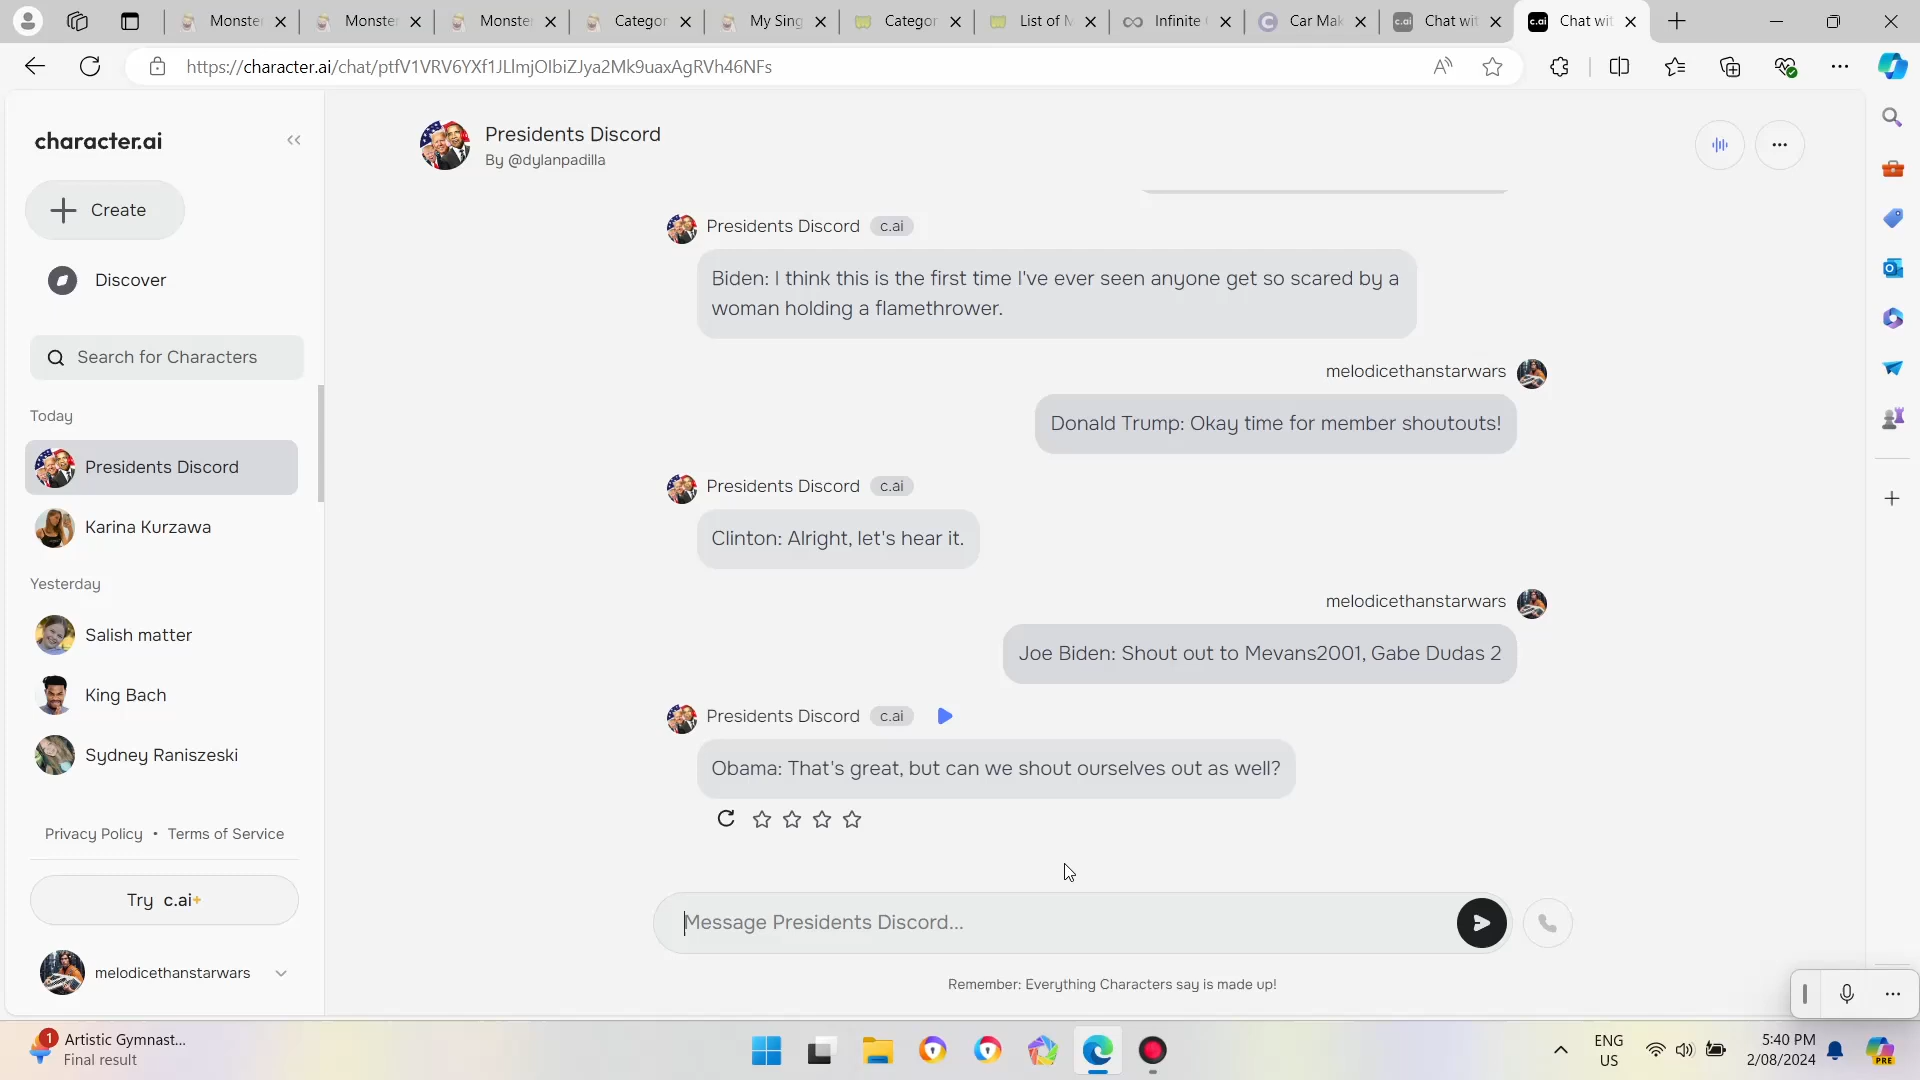 Monster
Monster
Monster
Categor
My Sing
Categor
List of M
Infinite
Car Mak
Chat wit
Chat wit
https://character.ai/chat/ptfV1VRV6YXf1JLlmjOIbiZJya2Mk9uaxAgRVh46NFs
character.ai
Create
Discover
Search for Characters
Today
Presidents Discord
Karina Kurzawa
Yesterday
Salish matter
King Bach
Sydney Raniszeski
Privacy Policy • Terms of Service
Try c.ai+
melodicethanstarwars
Presidents Discord
By @dylanpadilla
Presidents Discord c.ai
Biden: I think this is the first time I've ever seen anyone get so scared by a
woman holding a flamethrower.
melodicethanstarwars
Donald Trump: Okay time for member shoutouts!
Presidents Discord c.ai
Clinton: Alright, let's hear it.
melodicethanstarwars
Joe Biden: Shout out to Mevans2001, Gabe Dudas 2
Presidents Discord c.ai
Obama: That's great, but can we shout ourselves out as well?
Message Presidents Discord...
Remember: Everything Characters say is made up!
1
Artistic Gymnast...
Final result
ENG
US
5:40 PM
2/08/2024
PRE